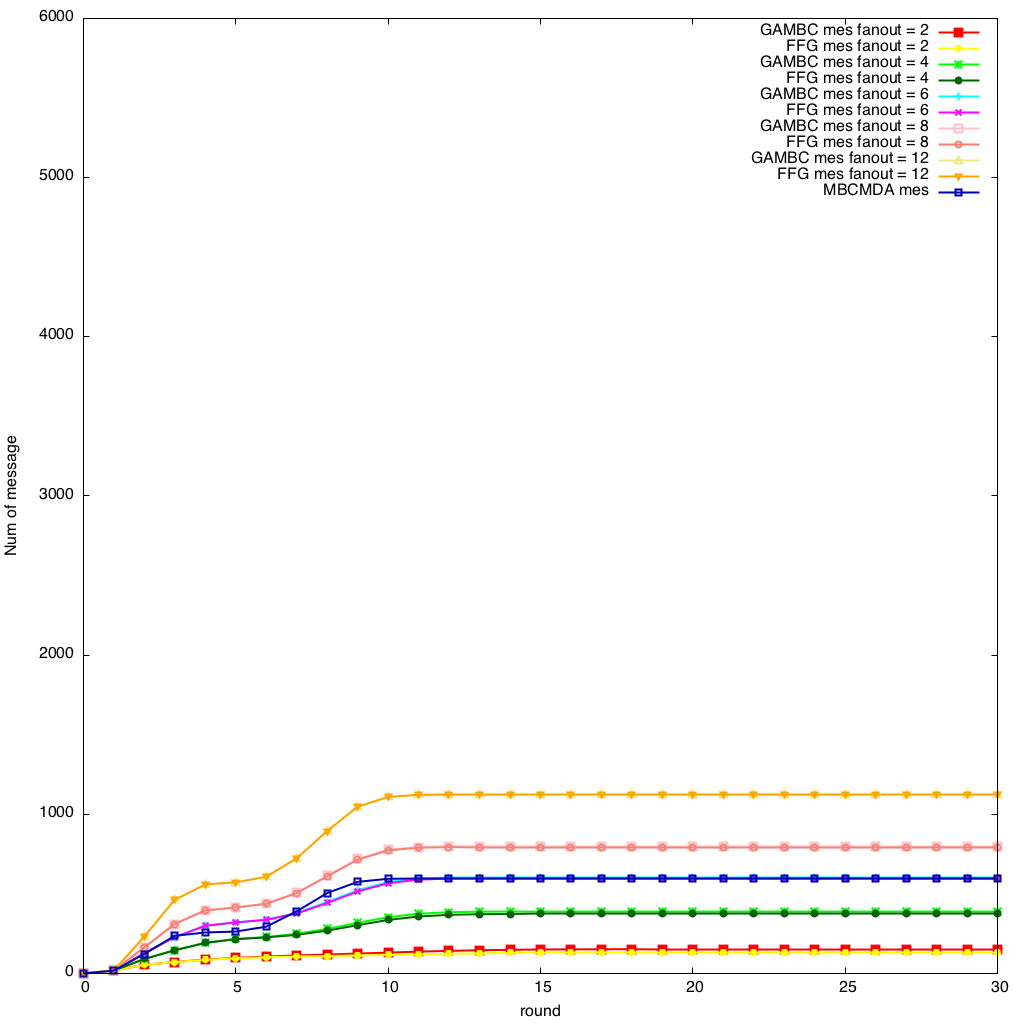 6000
5000
4000
3000
2000
1000
0
Num of message
GAMBC mes fanout = 2
FFG mes fanout = 2
GAMBC mes fanout = 4
FFG mes fanout = 4
GAMBC mes fanout = 6
FFG mes fanout = 6
GAMBC mes fanout = 8
FFG mes fanout = 8
GAMBC mes fanout = 12
FFG mes fanout = 12
MBCMDA mes
0 5 10 15 20 25 30
round